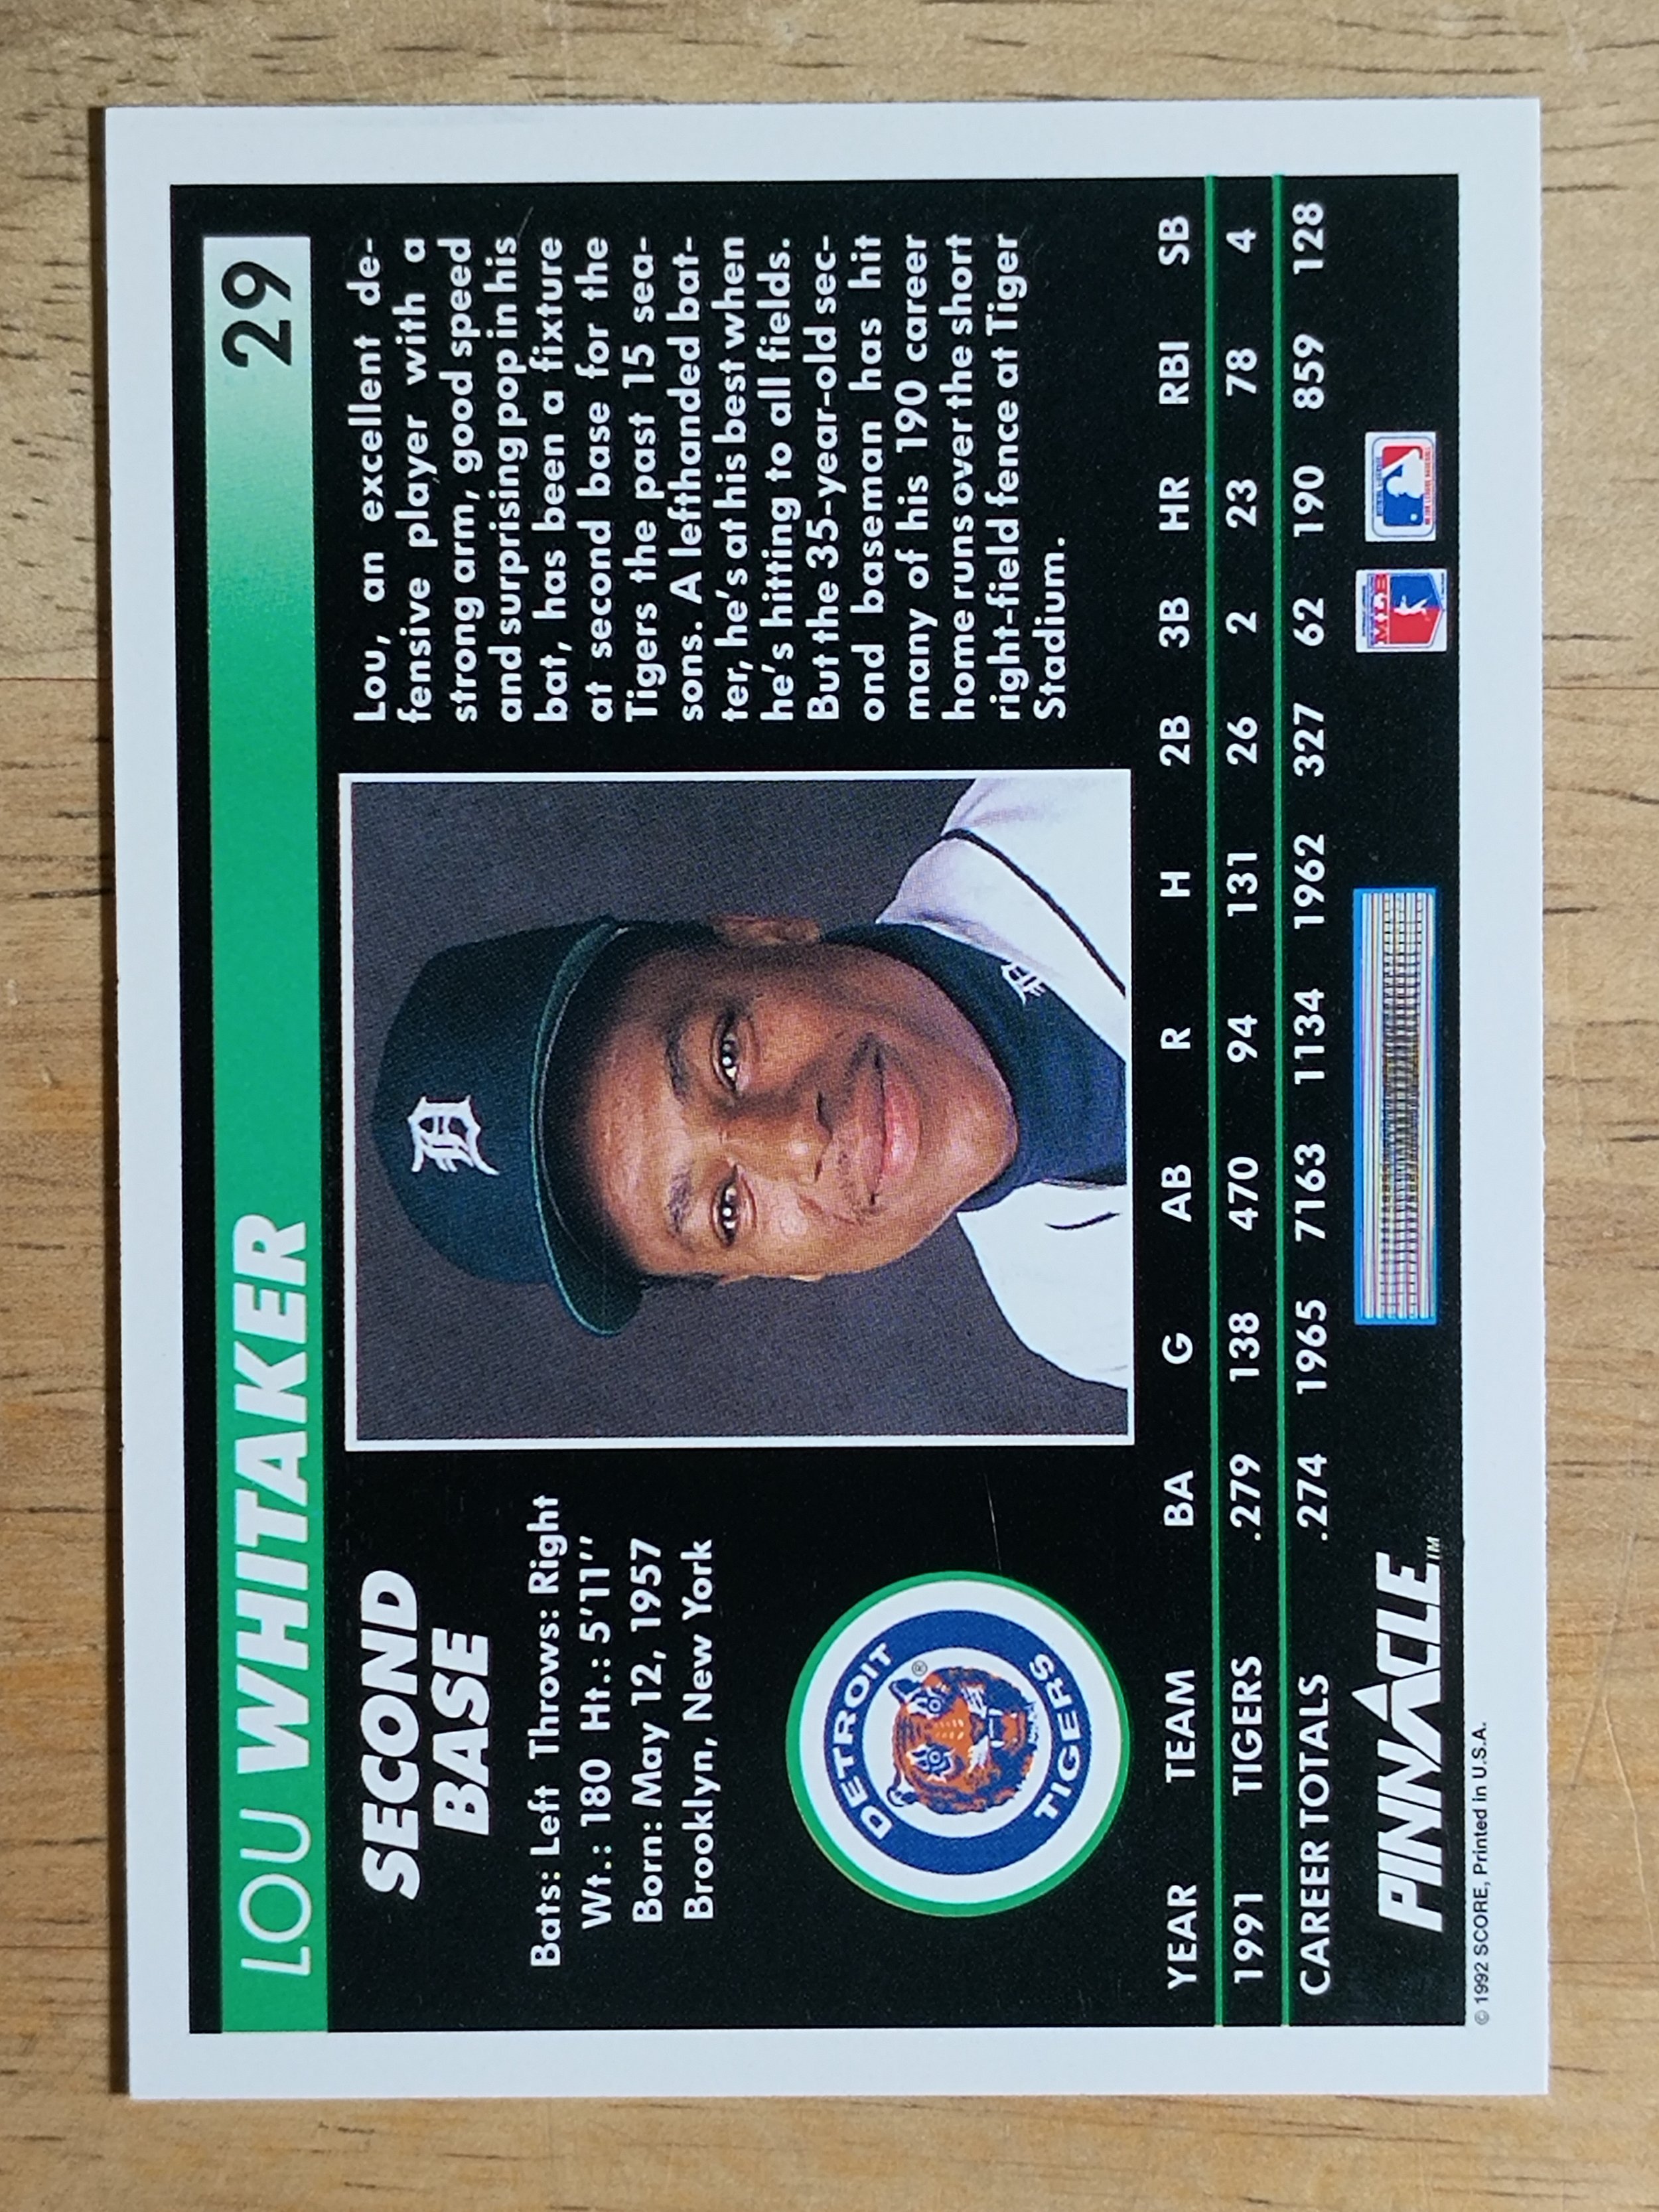 LOU WHITAKER 29
SECOND
BASE
Bats: Left Throws: Right
Wt.: 180 Ht.: 5'11''
Born: May 12, 1957
Brooklyn, New York
DETROIT
TIGERS
®
D
D
Lou, an excellent de-
fensive player with a
strong arm, good speed
and surprising pop in his
bat, has been a fixture
at second base for the
Tigers the past 15 sea-
sons. A lefthanded bat-
ter, he's at his best when
he's hitting to all fields.
But the 35-year-old sec-
ond baseman has hit
many of his 190 career
home runs over the short
right-field fence at Tiger
Stadium.
YEAR TEAM BA G AB R H 2B 3B HR RBI SB
1991 TIGERS .279 138 470 94 131 26 2 23 78 4
CAREER TOTALS .274 1965 7163 1134 1962 327 62 190 859 128
PINNACLE TM
MLB
© 1992 SCORE, Printed in U.S.A.